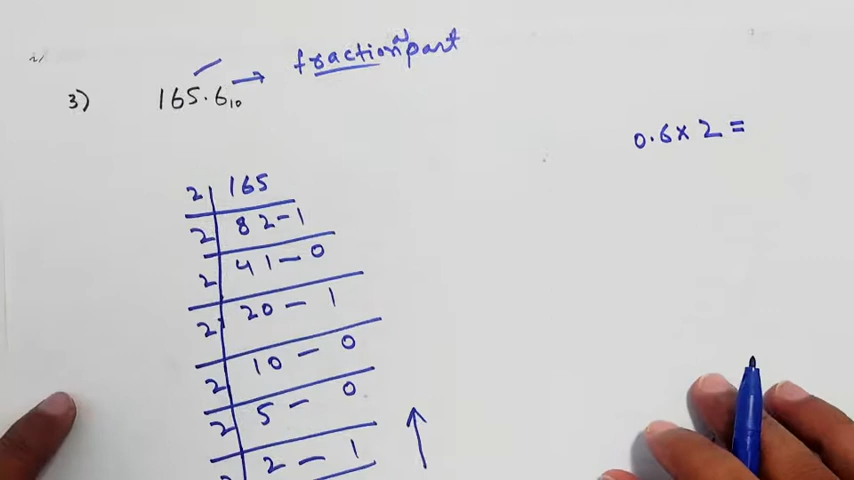 fractional part
3) 165.6₁₀ →
0.6 x 2 =
2 | 165
2 | 82 - 1
2 | 41 - 0
2 | 20 - 1
2 | 10 - 0
2 | 5 - 0
2 | 2 - 1